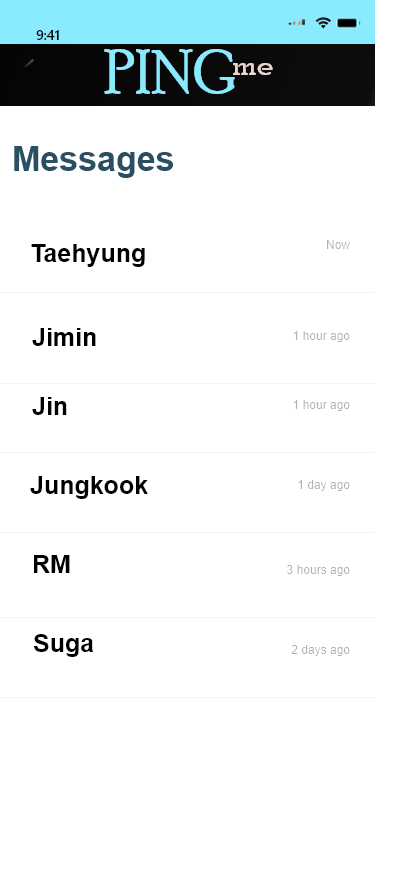 9:41
PINGme
Messages
Taehyung Now
Jimin 1 hour ago
Jin 1 hour ago
Jungkook 1 day ago
RM 3 hours ago
Suga 2 days ago